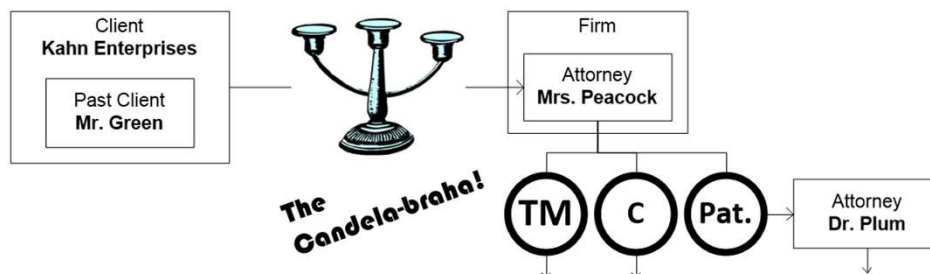 Client
Kahn Enterprises
Past Client
Mr. Green
The
Candela-braha!
Firm
Attorney
Mrs. Peacock
TM
C
Pat.
Attorney
Dr. Plum